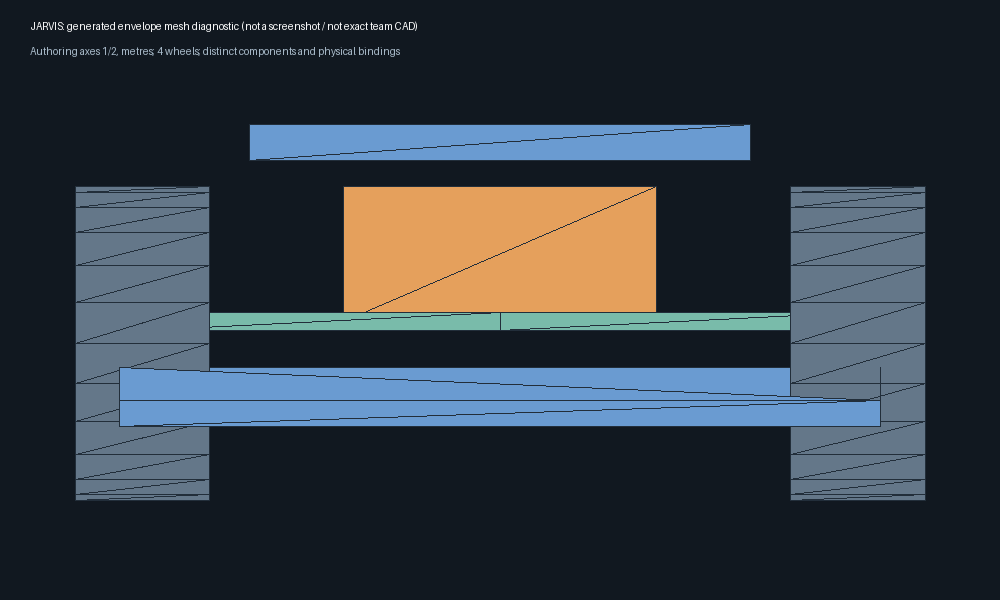 JARVIS: generated envelope mesh diagnostic (not a screenshot / not exact team CAD)
Authoring axes 1/2, metres; 4 wheels; distinct components and physical bindings